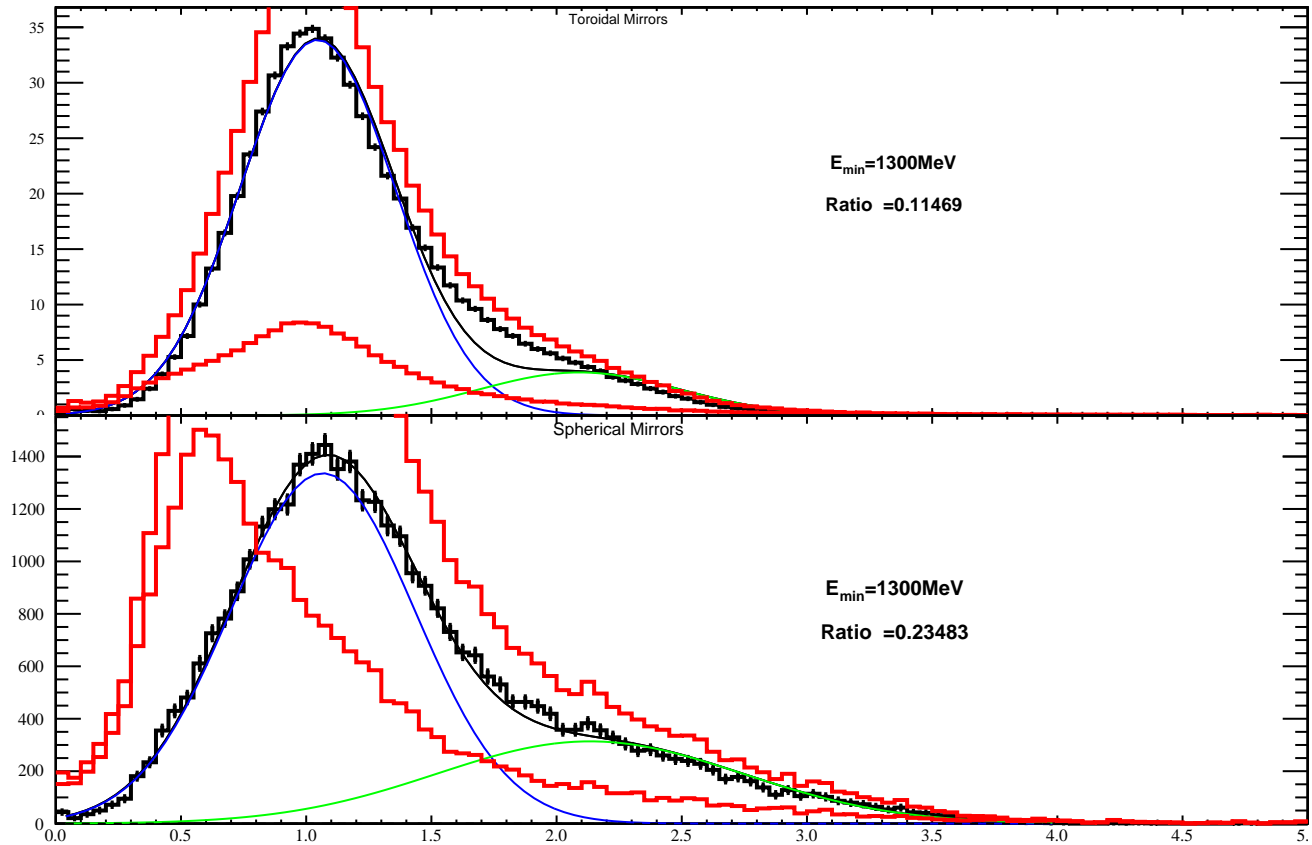 Toroidal Mirrors
35
30
25
20
15
10
5
0
E_min=1300MeV
Ratio =0.11469
Spherical Mirrors
1400
1200
1000
800
600
400
200
0
E_min=1300MeV
Ratio =0.23483
0.0 0.5 1.0 1.5 2.0 2.5 3.0 3.5 4.0 4.5 5.